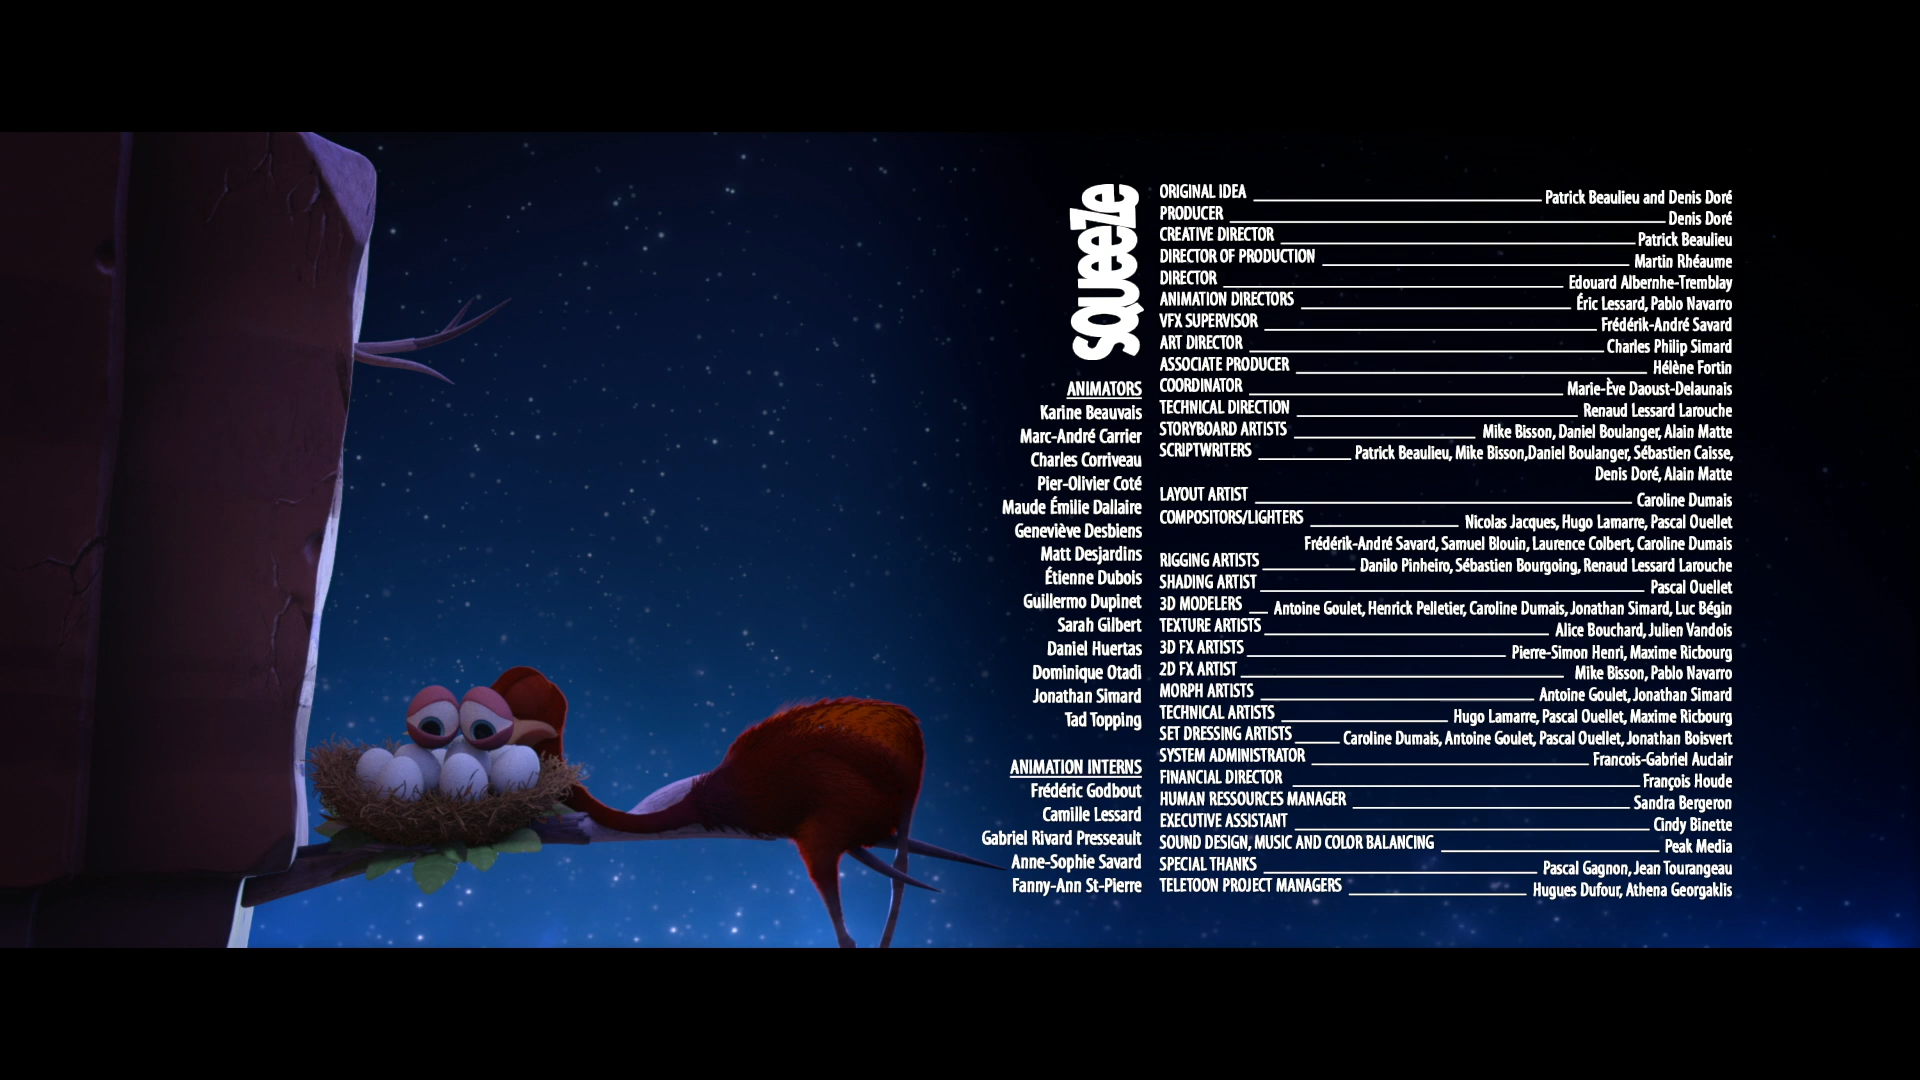 squeeze
ANIMATORS
Karine Beauvais
Marc-André Carrier
Charles Corriveau
Pier-Olivier Coté
Maude Émilie Dallaire
Geneviève Desbiens
Matt Desjardins
Étienne Dubois
Guillermo Dupinet
Sarah Gilbert
Daniel Huertas
Dominique Otadi
Jonathan Simard
Tad Topping
ANIMATION INTERNS
Frédéric Godbout
Camille Lessard
Gabriel Rivard Presseault
Anne-Sophie Savard
Fanny-Ann St-Pierre
ORIGINAL IDEA Patrick Beaulieu and Denis Doré
PRODUCER Denis Doré
CREATIVE DIRECTOR Patrick Beaulieu
DIRECTOR OF PRODUCTION Martin Rhéaume
DIRECTOR Edouard Albernhe-Tremblay
ANIMATION DIRECTORS Éric Lessard, Pablo Navarro
VFX SUPERVISOR Frédérik-André Savard
ART DIRECTOR Charles Philip Simard
ASSOCIATE PRODUCER Hélène Fortin
COORDINATOR Marie-Ève Daoust-Delaunais
TECHNICAL DIRECTION Renaud Lessard Larouche
STORYBOARD ARTISTS Mike Bisson, Daniel Boulanger, Alain Matte
SCRIPTWRITERS Patrick Beaulieu, Mike Bisson,Daniel Boulanger, Sébastien Caisse,
Denis Doré, Alain Matte
LAYOUT ARTIST Caroline Dumais
COMPOSITORS/LIGHTERS Nicolas Jacques, Hugo Lamarre, Pascal Ouellet
Frédérik-André Savard, Samuel Blouin, Laurence Colbert, Caroline Dumais
RIGGING ARTISTS Danilo Pinheiro, Sébastien Bourgoing, Renaud Lessard Larouche
SHADING ARTIST Pascal Ouellet
3D MODELERS Antoine Goulet, Henrick Pelletier, Caroline Dumais, Jonathan Simard, Luc Bégin
TEXTURE ARTISTS Alice Bouchard, Julien Vandois
3D FX ARTISTS Pierre-Simon Henri, Maxime Ricbourg
2D FX ARTIST Mike Bisson, Pablo Navarro
MORPH ARTISTS Antoine Goulet, Jonathan Simard
TECHNICAL ARTISTS Hugo Lamarre, Pascal Ouellet, Maxime Ricbourg
SET DRESSING ARTISTS Caroline Dumais, Antoine Goulet, Pascal Ouellet, Jonathan Boisvert
SYSTEM ADMINISTRATOR Francois-Gabriel Auclair
FINANCIAL DIRECTOR François Houde
HUMAN RESSOURCES MANAGER Sandra Bergeron
EXECUTIVE ASSISTANT Cindy Binette
SOUND DESIGN, MUSIC AND COLOR BALANCING Peak Media
SPECIAL THANKS Pascal Gagnon, Jean Tourangeau
TELETOON PROJECT MANAGERS Hugues Dufour, Athena Georgaklis